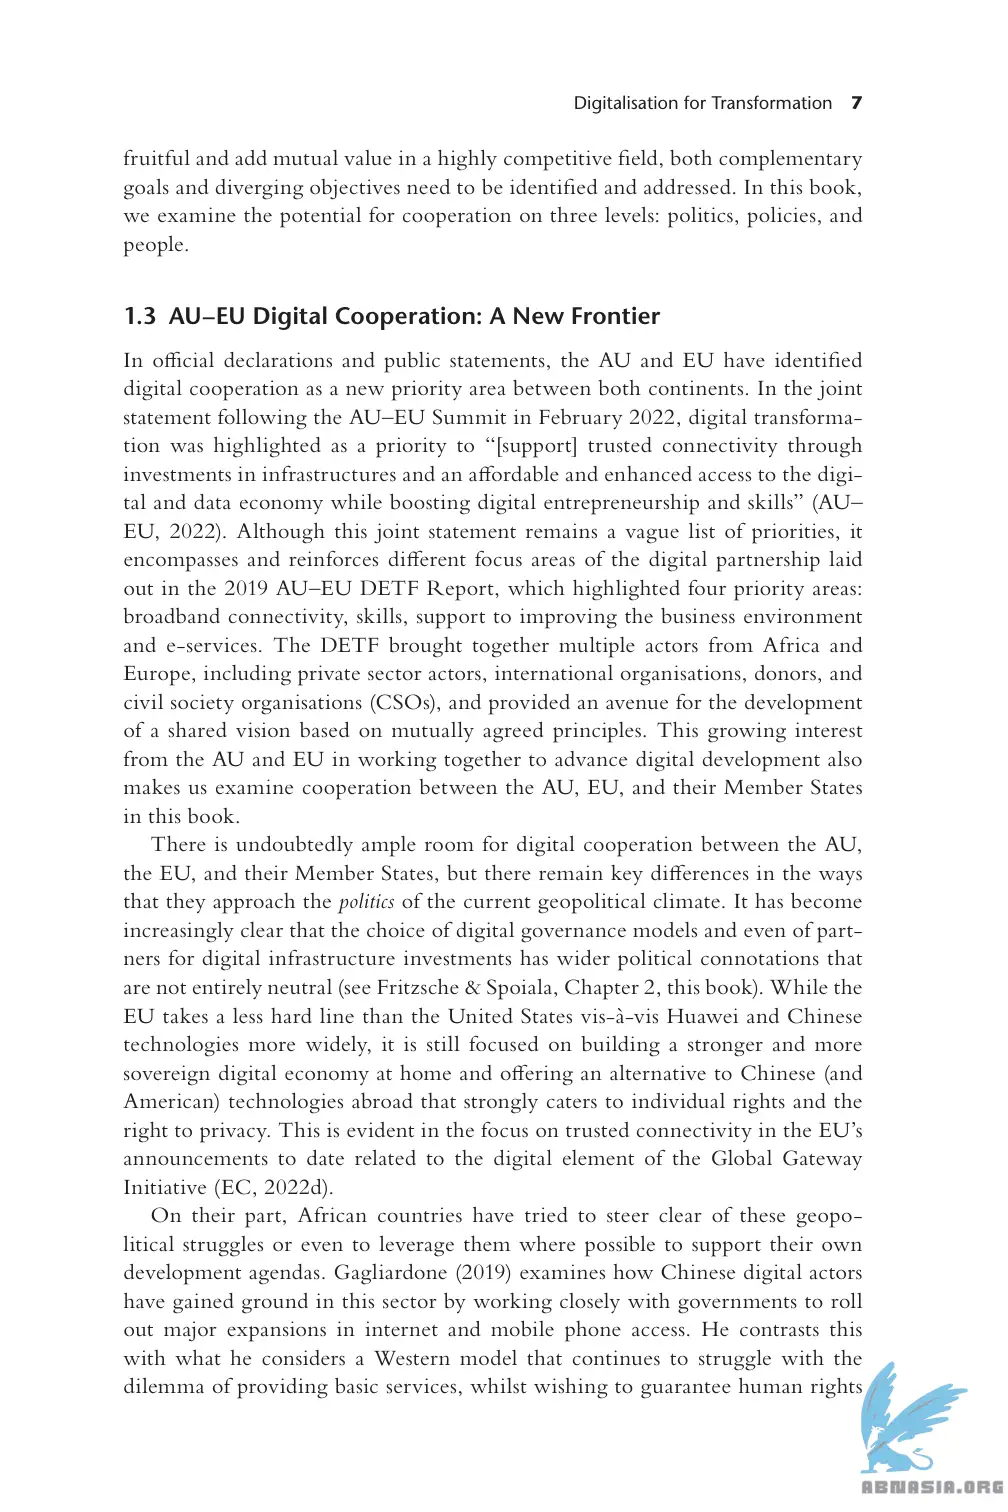 Digitalisation for Transformation 7
fruitful and add mutual value in a highly competitive field, both complementary
goals and diverging objectives need to be identified and addressed. In this book,
we examine the potential for cooperation on three levels: politics, policies, and
people.
1.3 AU–EU Digital Cooperation: A New Frontier
In official declarations and public statements, the AU and EU have identified
digital cooperation as a new priority area between both continents. In the joint
statement following the AU–EU Summit in February 2022, digital transforma-
tion was highlighted as a priority to “[support] trusted connectivity through
investments in infrastructures and an affordable and enhanced access to the digi-
tal and data economy while boosting digital entrepreneurship and skills” (AU–
EU, 2022). Although this joint statement remains a vague list of priorities, it
encompasses and reinforces different focus areas of the digital partnership laid
out in the 2019 AU–EU DETF Report, which highlighted four priority areas:
broadband connectivity, skills, support to improving the business environment
and e-services. The DETF brought together multiple actors from Africa and
Europe, including private sector actors, international organisations, donors, and
civil society organisations (CSOs), and provided an avenue for the development
of a shared vision based on mutually agreed principles. This growing interest
from the AU and EU in working together to advance digital development also
makes us examine cooperation between the AU, EU, and their Member States
in this book.
There is undoubtedly ample room for digital cooperation between the AU,
the EU, and their Member States, but there remain key differences in the ways
that they approach the politics of the current geopolitical climate. It has become
increasingly clear that the choice of digital governance models and even of part-
ners for digital infrastructure investments has wider political connotations that
are not entirely neutral (see Fritzsche & Spoiala, Chapter 2, this book). While the
EU takes a less hard line than the United States vis-à-vis Huawei and Chinese
technologies more widely, it is still focused on building a stronger and more
sovereign digital economy at home and offering an alternative to Chinese (and
American) technologies abroad that strongly caters to individual rights and the
right to privacy. This is evident in the focus on trusted connectivity in the EU’s
announcements to date related to the digital element of the Global Gateway
Initiative (EC, 2022d).
On their part, African countries have tried to steer clear of these geopo-
litical struggles or even to leverage them where possible to support their own
development agendas. Gagliardone (2019) examines how Chinese digital actors
have gained ground in this sector by working closely with governments to roll
out major expansions in internet and mobile phone access. He contrasts this
with what he considers a Western model that continues to struggle with the
dilemma of providing basic services, whilst wishing to guarantee human rights
ABNASIA.ORG